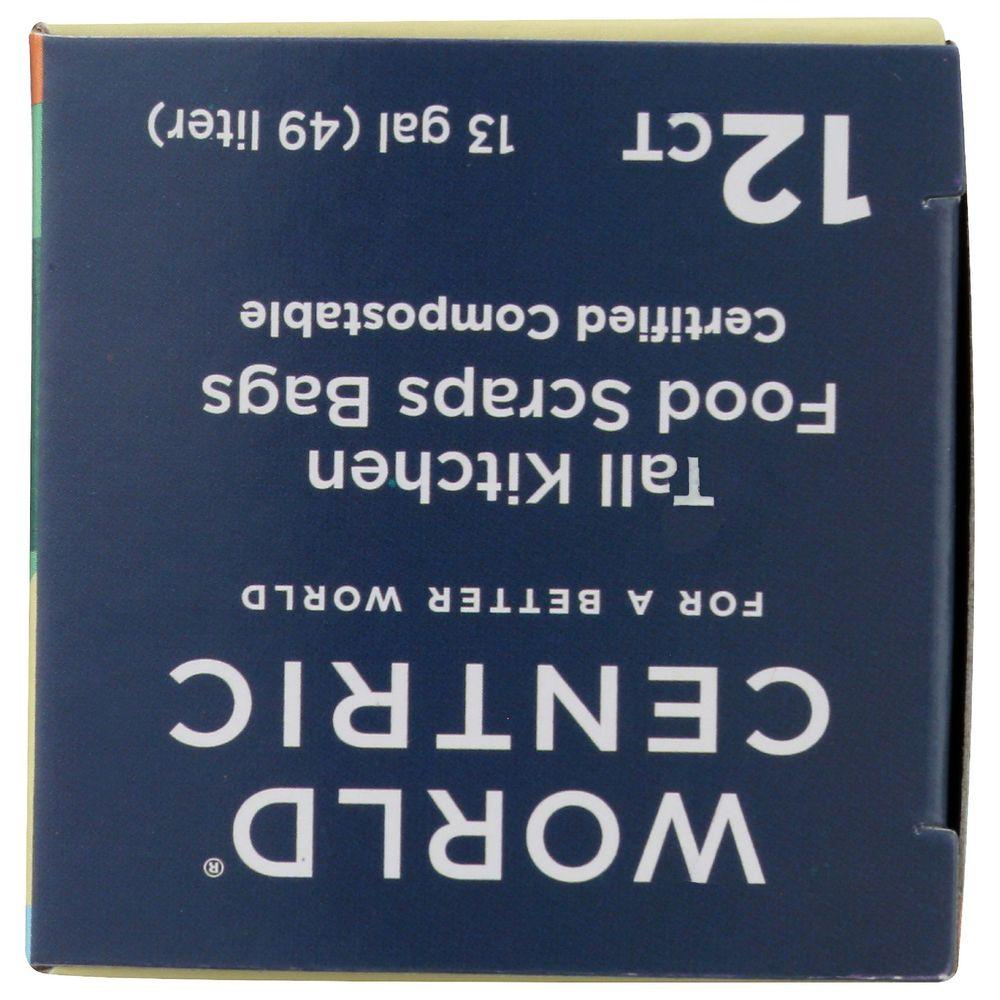 WORLD®
CENTRIC
FOR A BETTER WORLD
Tall Kitchen
Food Scraps Bags
Certified Compostable
12CT 13 gal (49 liter)